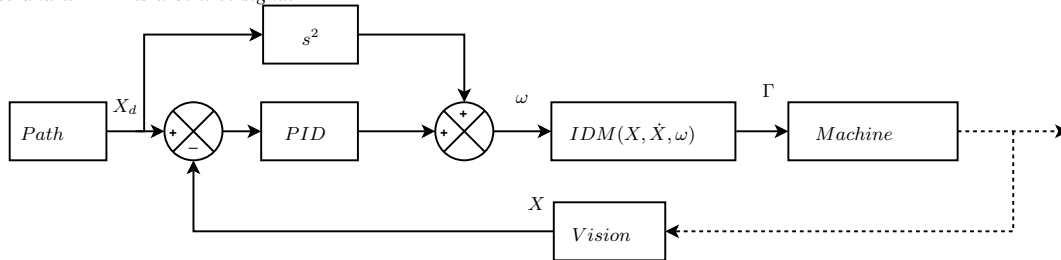 s²
X_d
ω
Γ
+
+
+
−
Path
PID
IDM(X, Ẋ, ω)
Machine
X
Vision